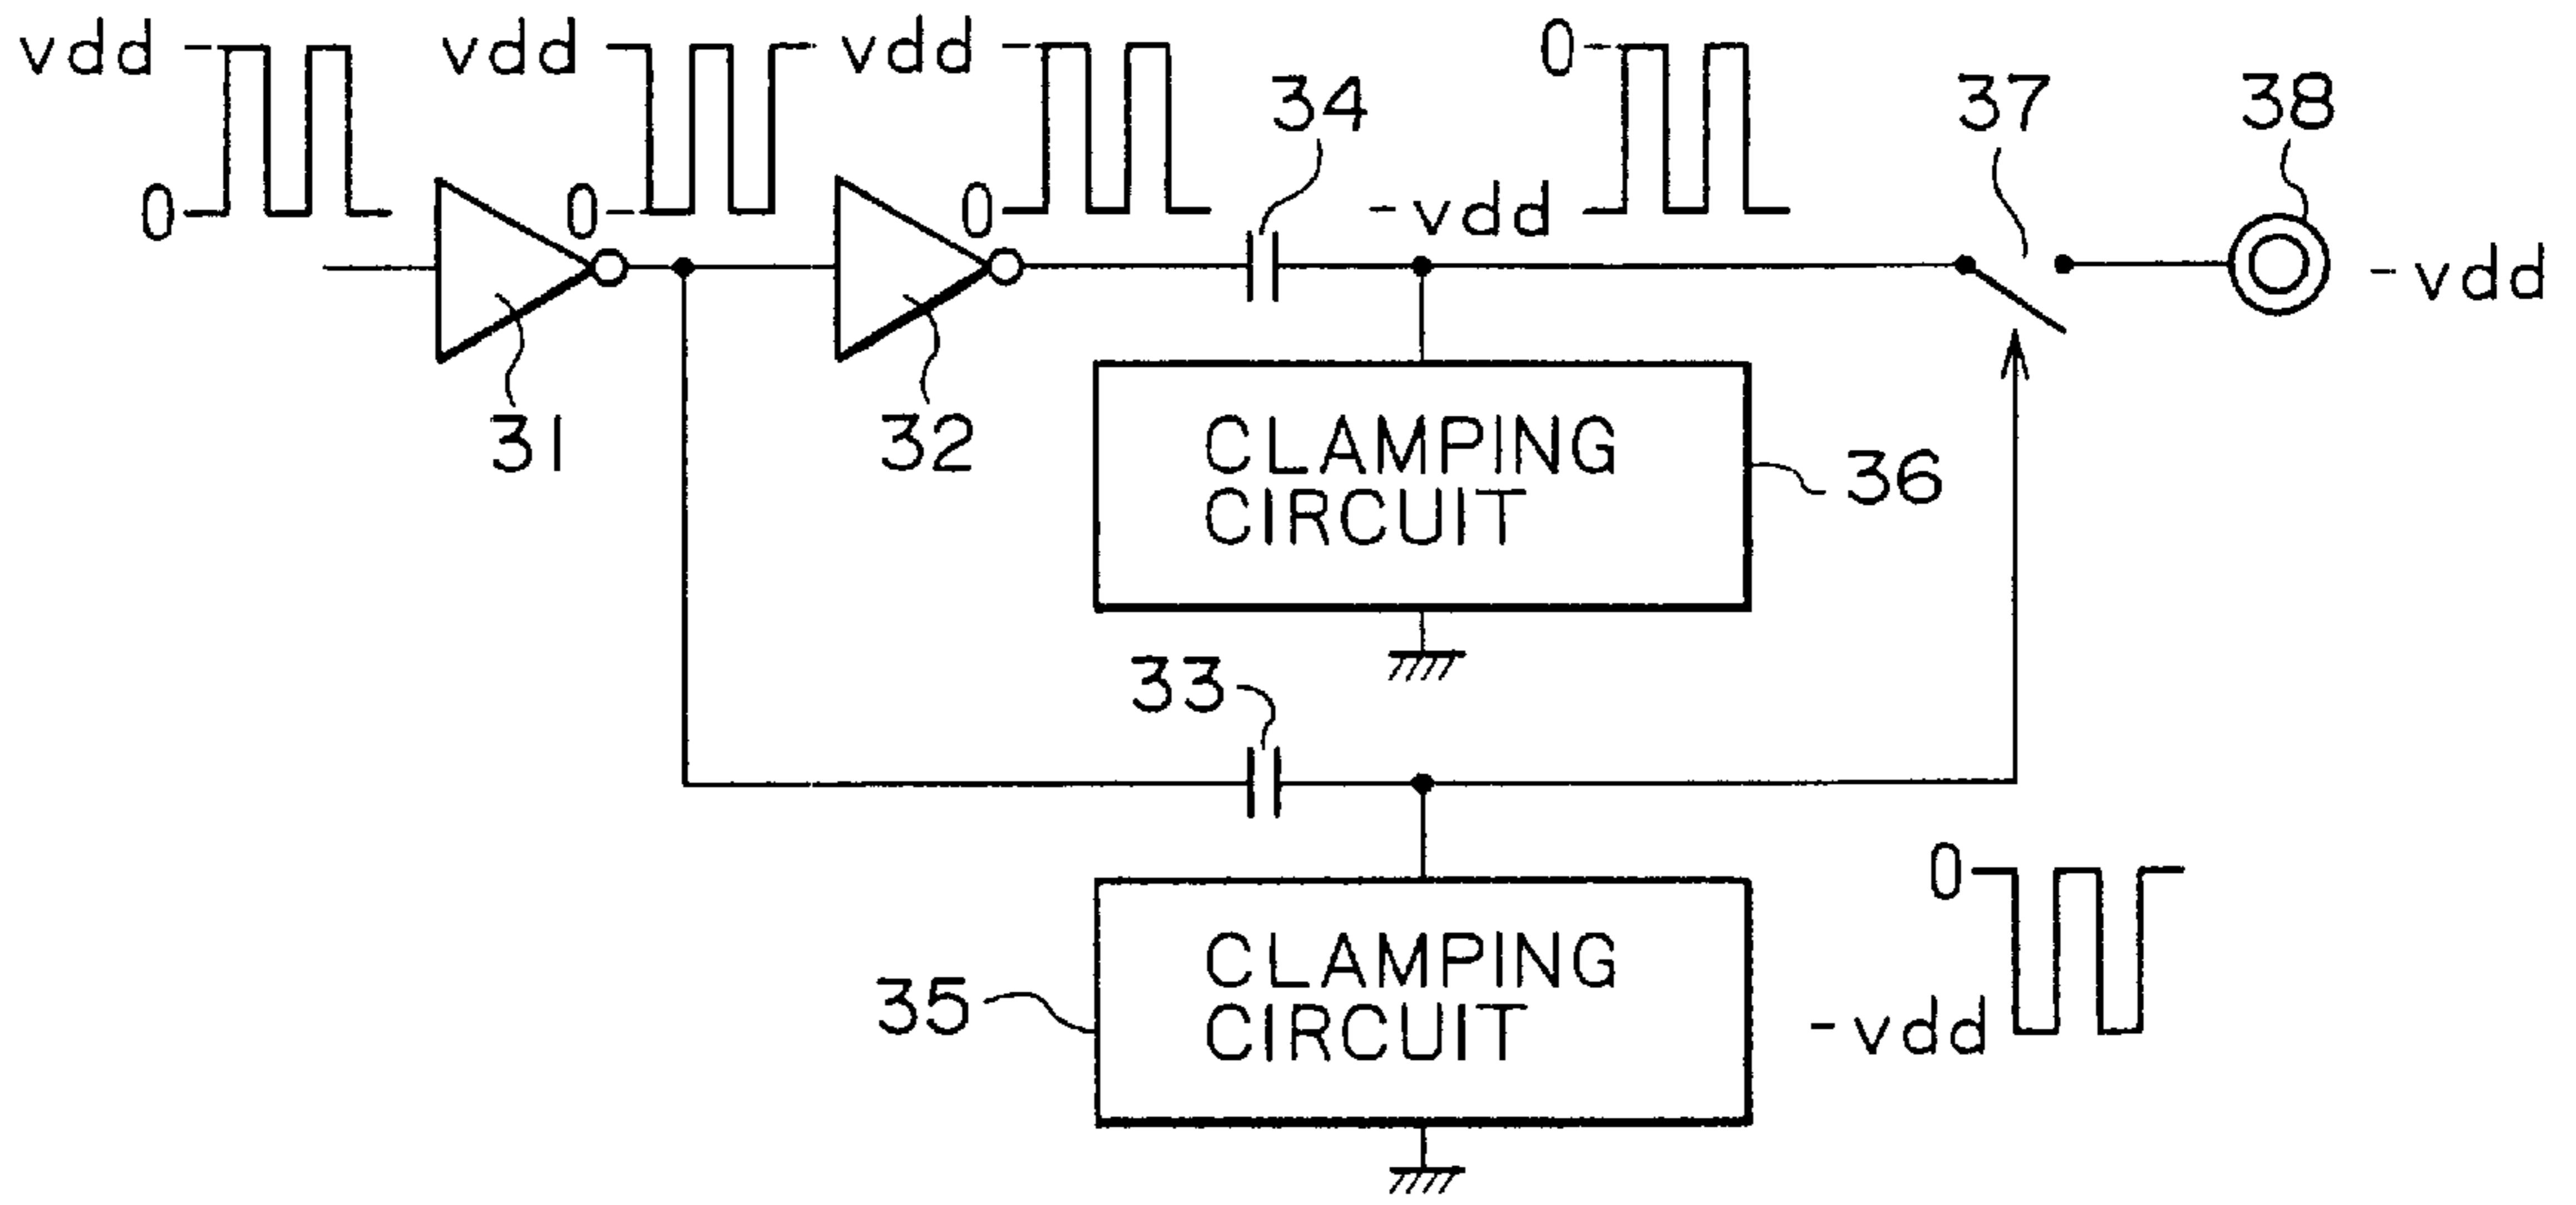 vdd vdd vdd 0 34 37 38
0 0 0 -vdd -vdd
31 32 CLAMPING 36
CIRCUIT
33
35 CLAMPING 0
CIRCUIT -vdd